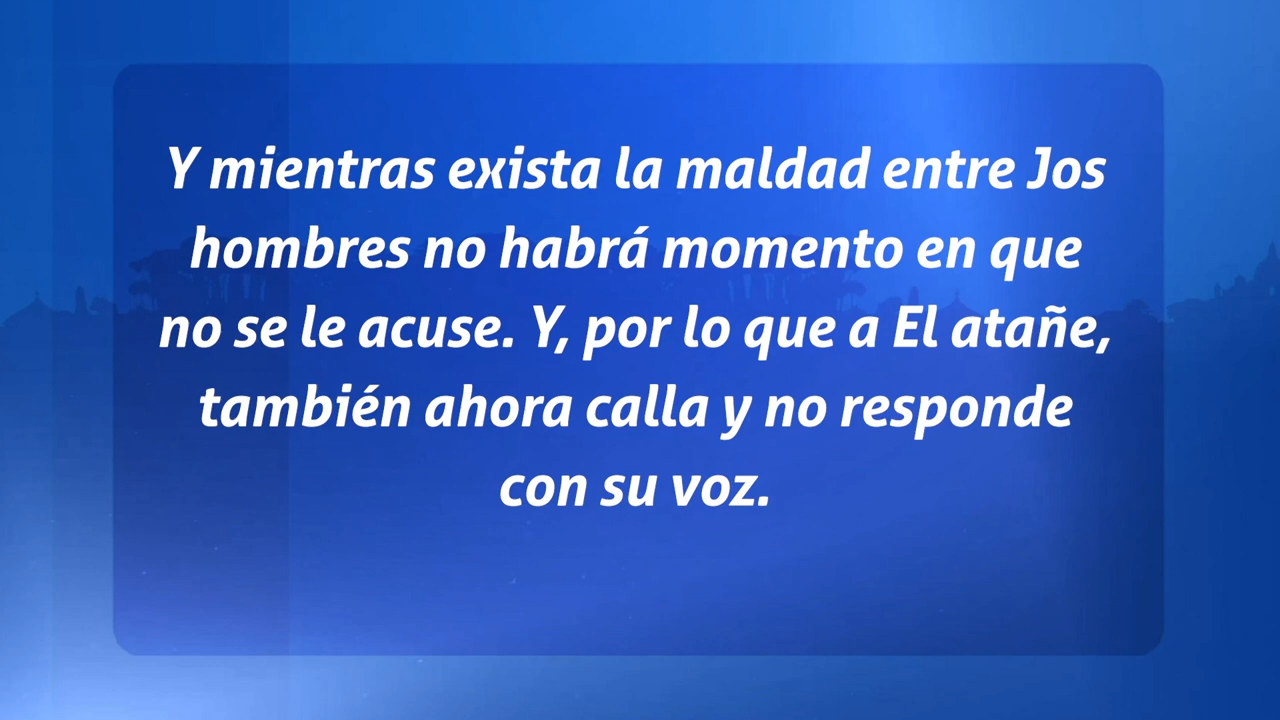 Y mientras exista la maldad entre Jos
hombres no habrá momento en que
no se le acuse. Y, por lo que a El atañe,
también ahora calla y no responde
con su voz.